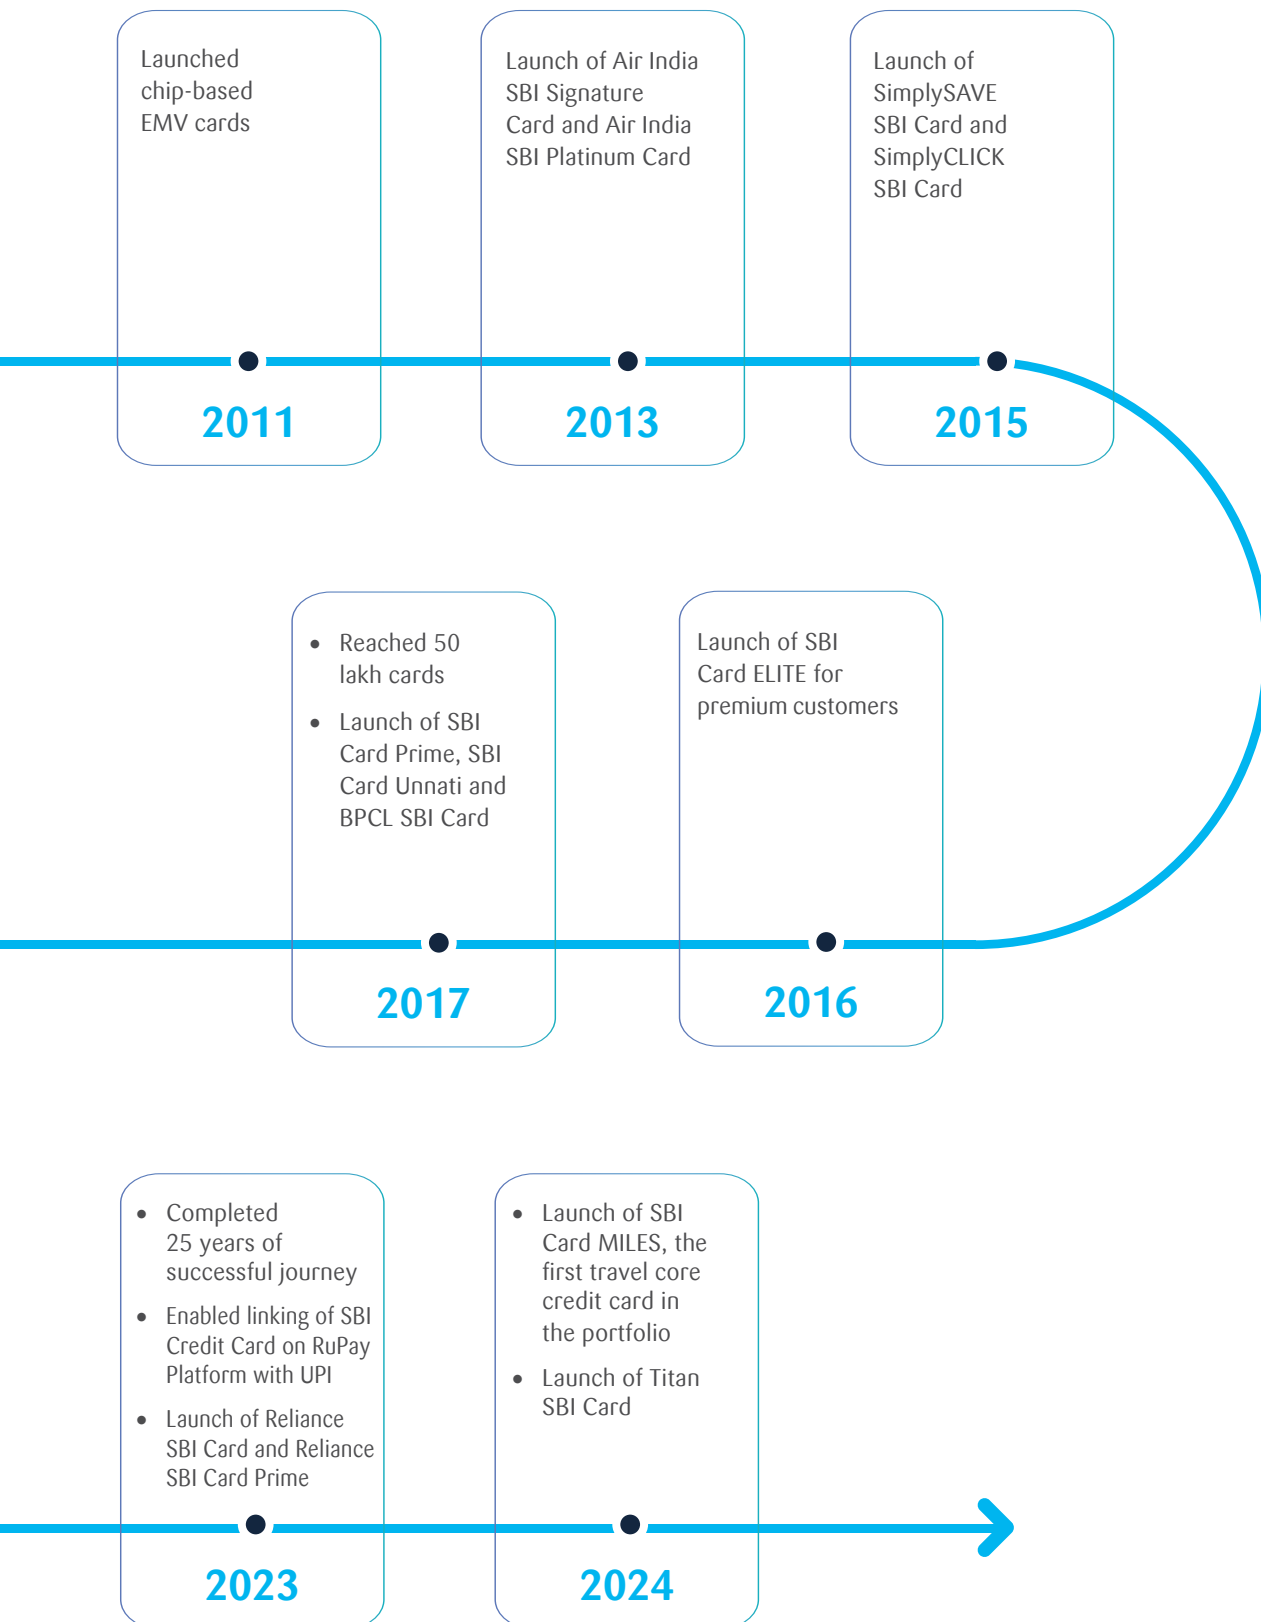 Launched
chip-based
EMV cards
2011
Launch of Air India
SBI Signature
Card and Air India
SBI Platinum Card
2013
Launch of
SimplySAVE
SBI Card and
SimplyCLICK
SBI Card
2015
• Reached 50
lakh cards
• Launch of SBI
Card Prime, SBI
Card Unnati and
BPCL SBI Card
2017
Launch of SBI
Card ELITE for
premium customers
2016
• Completed
25 years of
successful journey
• Enabled linking of SBI
Credit Card on RuPay
Platform with UPI
• Launch of Reliance
SBI Card and Reliance
SBI Card Prime
2023
• Launch of SBI
Card MILES, the
first travel core
credit card in
the portfolio
• Launch of Titan
SBI Card
2024